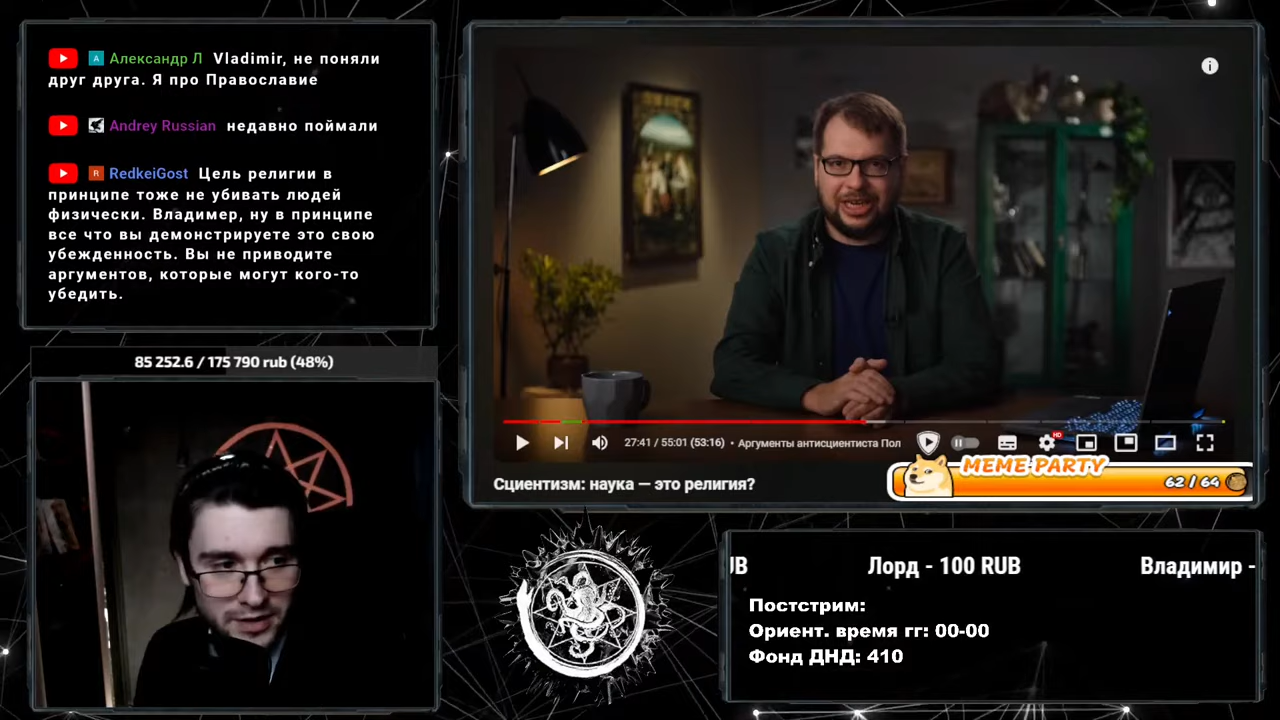 Александр Л Vladimir, не поняли
друг друга. Я про Православие
Andrey Russian недавно поймали
RedkeiGost Цель религии в
принципе тоже не убивать людей
физически. Владимер, ну в принципе
все что вы демонстрируете это свою
убежденность. Вы не приводите
аргументов, которые могут кого-то
убедить.
85 252.6 / 175 790 rub (48%)
27:41 / 55:01 (53:16) • Аргументы антисциентиста Пол
HD
Сциентизм: наука — это религия?
MEME PARTY
62 / 64
UB Лорд - 100 RUB Владимир -
Постстрим:
Ориент. время гг: 00-00
Фонд ДНД: 410